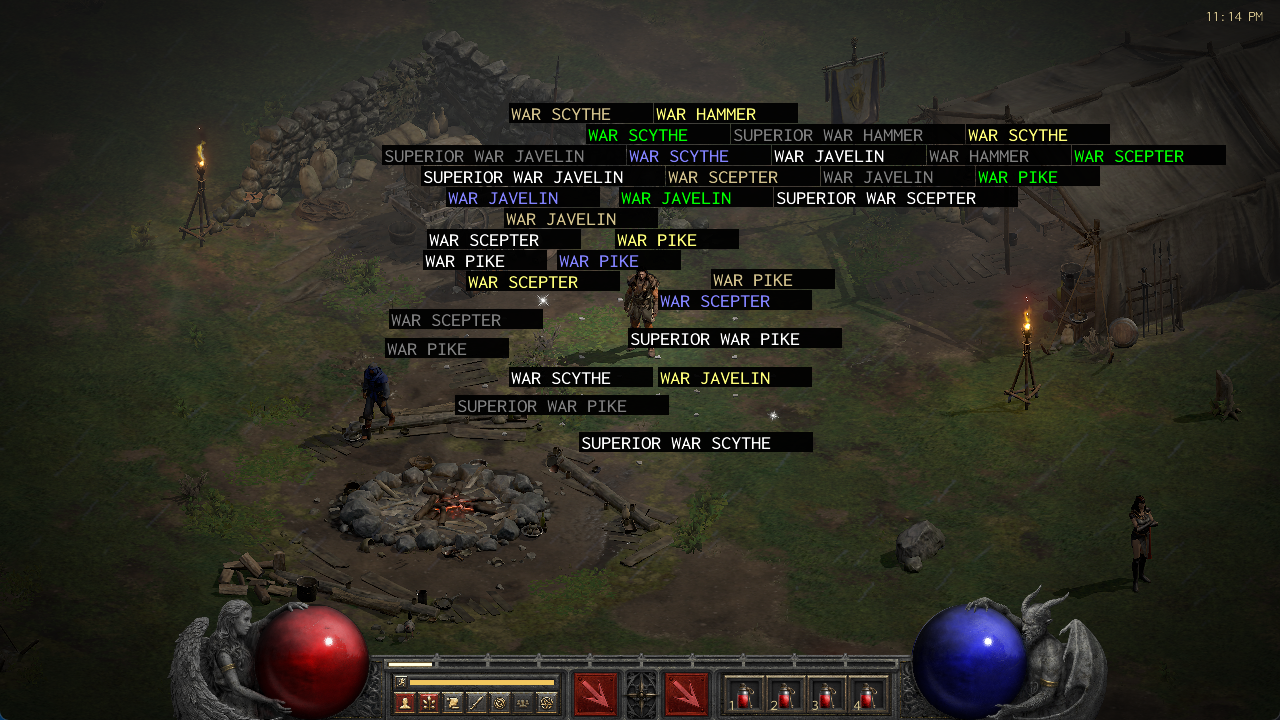 11:14 PM
WAR SCYTHE WAR HAMMER
WAR SCYTHE SUPERIOR WAR HAMMER WAR SCYTHE
SUPERIOR WAR JAVELIN WAR SCYTHE WAR JAVELIN WAR HAMMER WAR SCEPTER
SUPERIOR WAR JAVELIN WAR SCEPTER WAR JAVELIN WAR PIKE
WAR JAVELIN WAR JAVELIN SUPERIOR WAR SCEPTER
WAR JAVELIN
WAR SCEPTER WAR PIKE
WAR PIKE WAR PIKE
WAR SCEPTER WAR PIKE
WAR SCEPTER
WAR SCEPTER
SUPERIOR WAR PIKE
WAR PIKE
WAR SCYTHE WAR JAVELIN
SUPERIOR WAR PIKE
SUPERIOR WAR SCYTHE
1 2 3 4